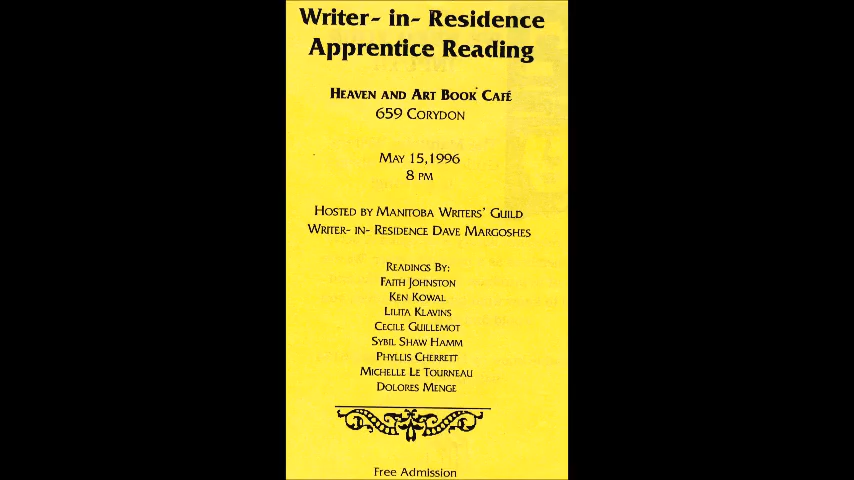 Writer- in- Residence
Apprentice Reading
Heaven and Art Book Café
659 Corydon
May 15,1996
8 pm
Hosted by Manitoba Writers' Guild
Writer- in- Residence Dave Margoshes
Readings By:
Faith Johnston
Ken Kowal
Lilita Klavins
Cecile Guillemot
Sybil Shaw Hamm
Phyllis Cherrett
Michelle Le Tourneau
Dolores Menge
Free Admission